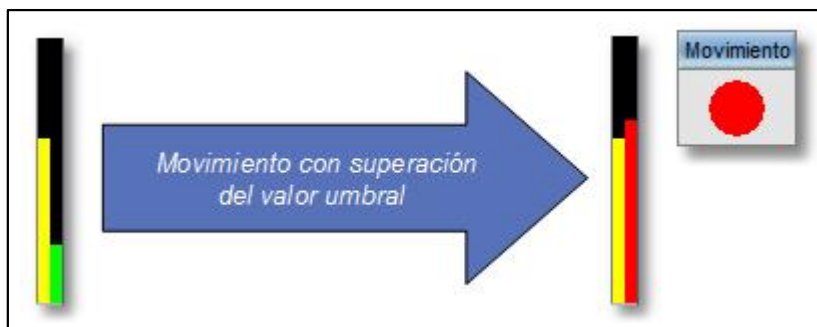 Movimiento
Movimiento con superación
del valor umbral